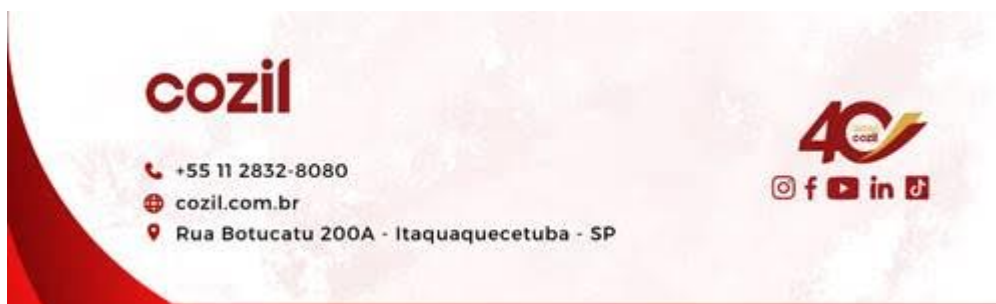 cozil
+55 11 2832-8080
cozil.com.br
Rua Botucatu 200A - Itaquaquecetuba - SP
40
cozil